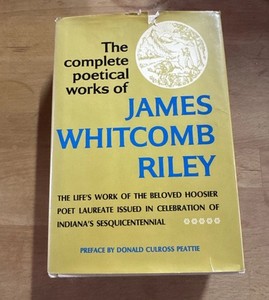 The
complete
poetical
works of
JAMES
WHITCOMB
RILEY
THE LIFE'S WORK OF THE BELOVED HOOSIER
POET LAUREATE ISSUED IN CELEBRATION OF
INDIANA'S SESQUICENTENNIAL
PREFACE BY DONALD CULROSS PEATTIE